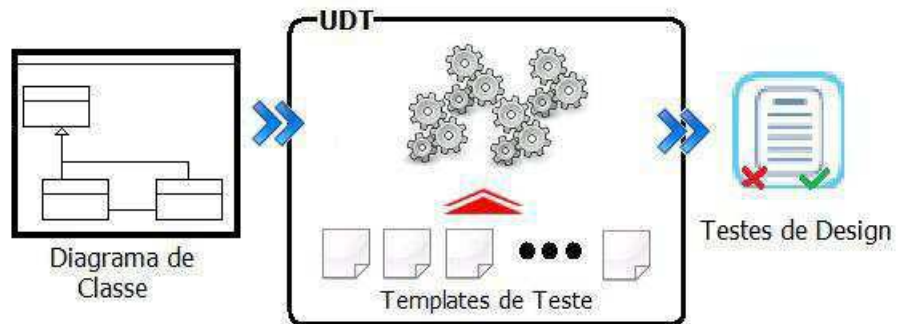 UDT
Diagrama de
Classe
Templates de Teste
Testes de Design